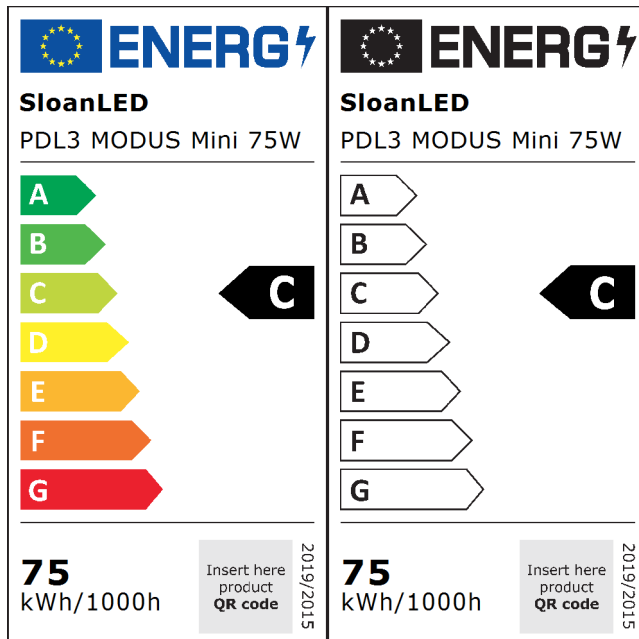 ENERG
SloanLED
PDL3 MODUS Mini 75W
A
B
C
C
D
E
F
G
75
kWh/1000h
Insert here
product
QR code
2019/2015
ENERG
SloanLED
PDL3 MODUS Mini 75W
A
B
C
C
D
E
F
G
75
kWh/1000h
Insert here
product
QR code
2019/2015